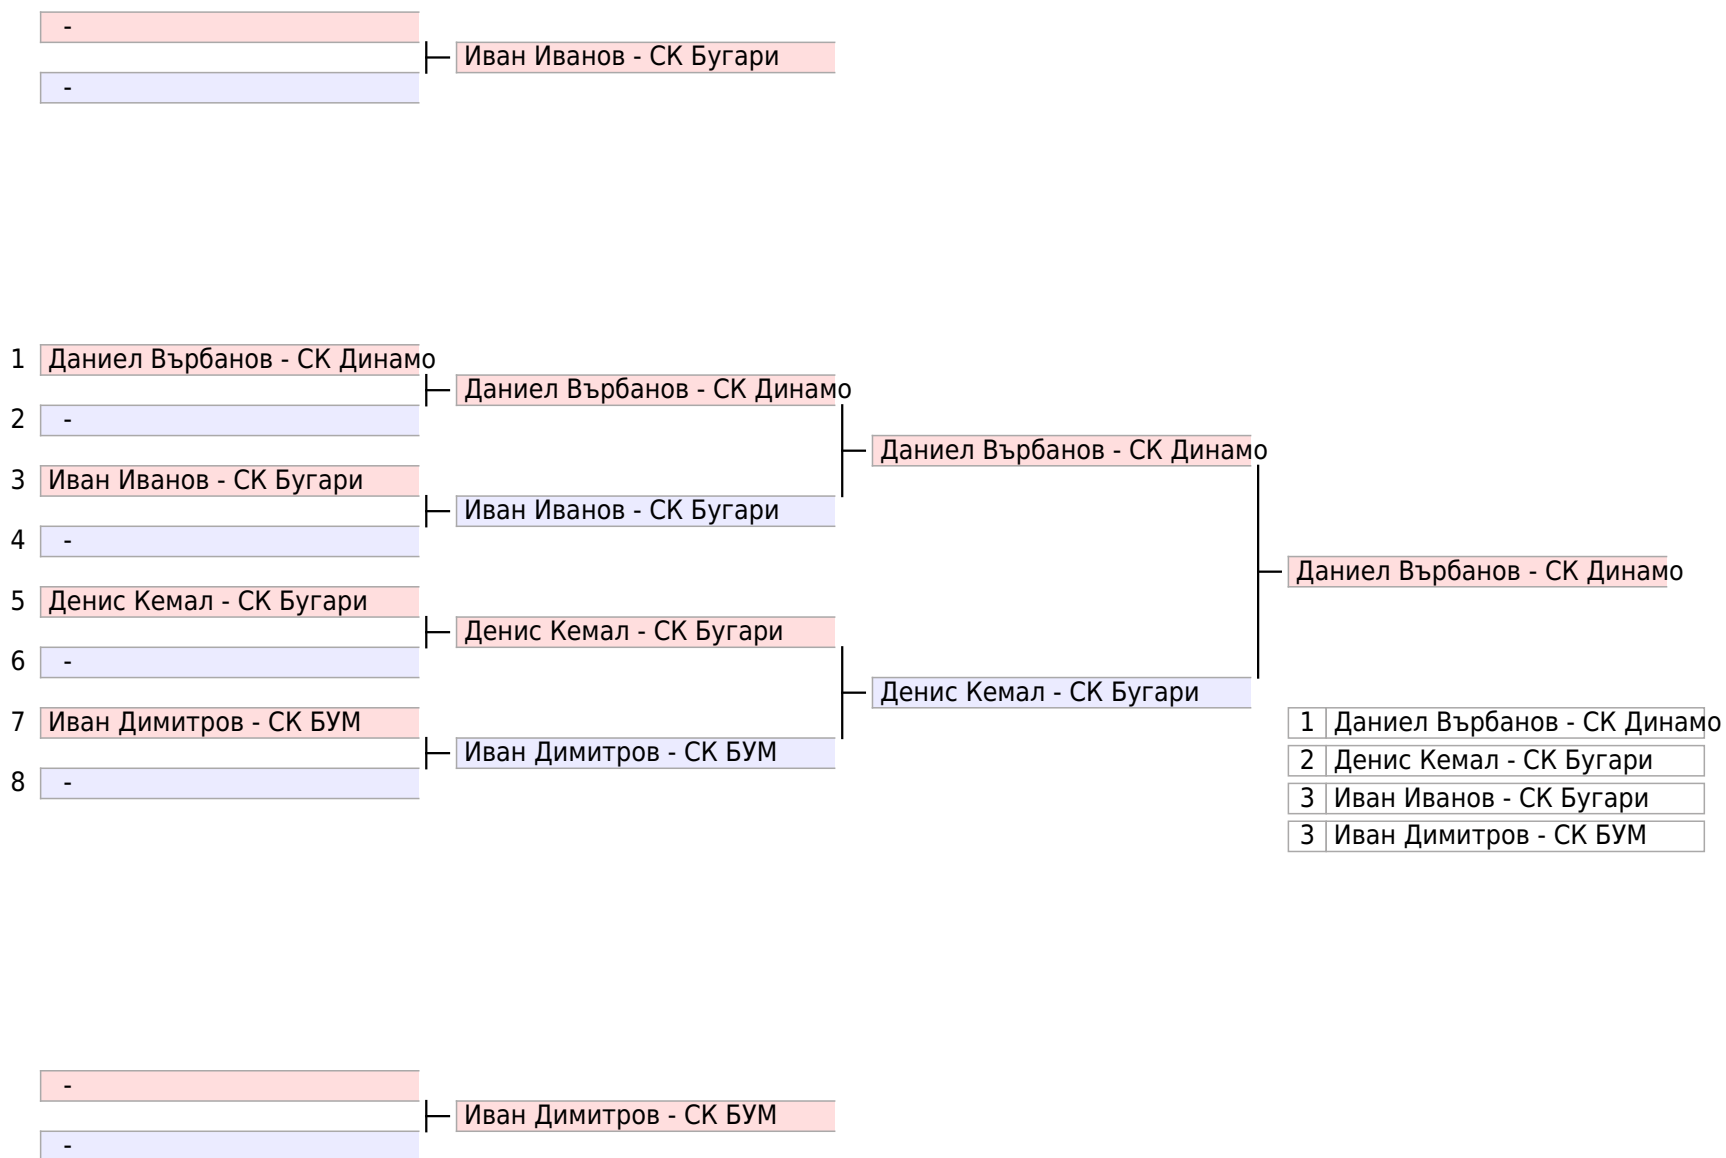 -
Иван Иванов - СК Бугари
-
1 Даниел Върбанов - СК Динамо
Даниел Върбанов - СК Динамо
2 -
Даниел Върбанов - СК Динамо
3 Иван Иванов - СК Бугари
Иван Иванов - СК Бугари
4 -
Даниел Върбанов - СК Динамо
5 Денис Кемал - СК Бугари
Денис Кемал - СК Бугари
6 -
Денис Кемал - СК Бугари
7 Иван Димитров - СК БУМ
Иван Димитров - СК БУМ
8 -
1 Даниел Върбанов - СК Динамо
2 Денис Кемал - СК Бугари
3 Иван Иванов - СК Бугари
3 Иван Димитров - СК БУМ
-
Иван Димитров - СК БУМ
-